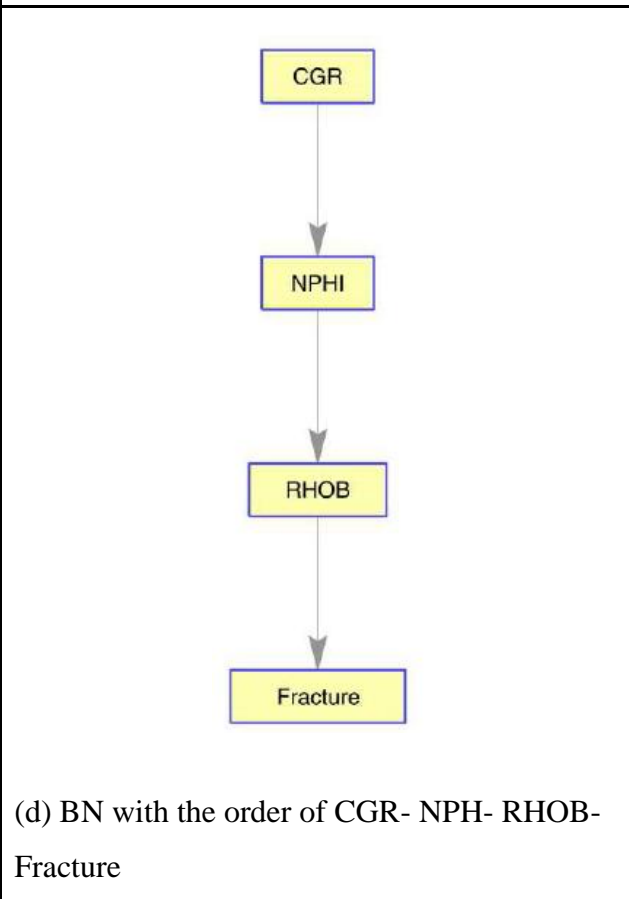 CGR
NPHI
RHOB
Fracture
(d) BN with the order of CGR- NPH- RHOB-
Fracture